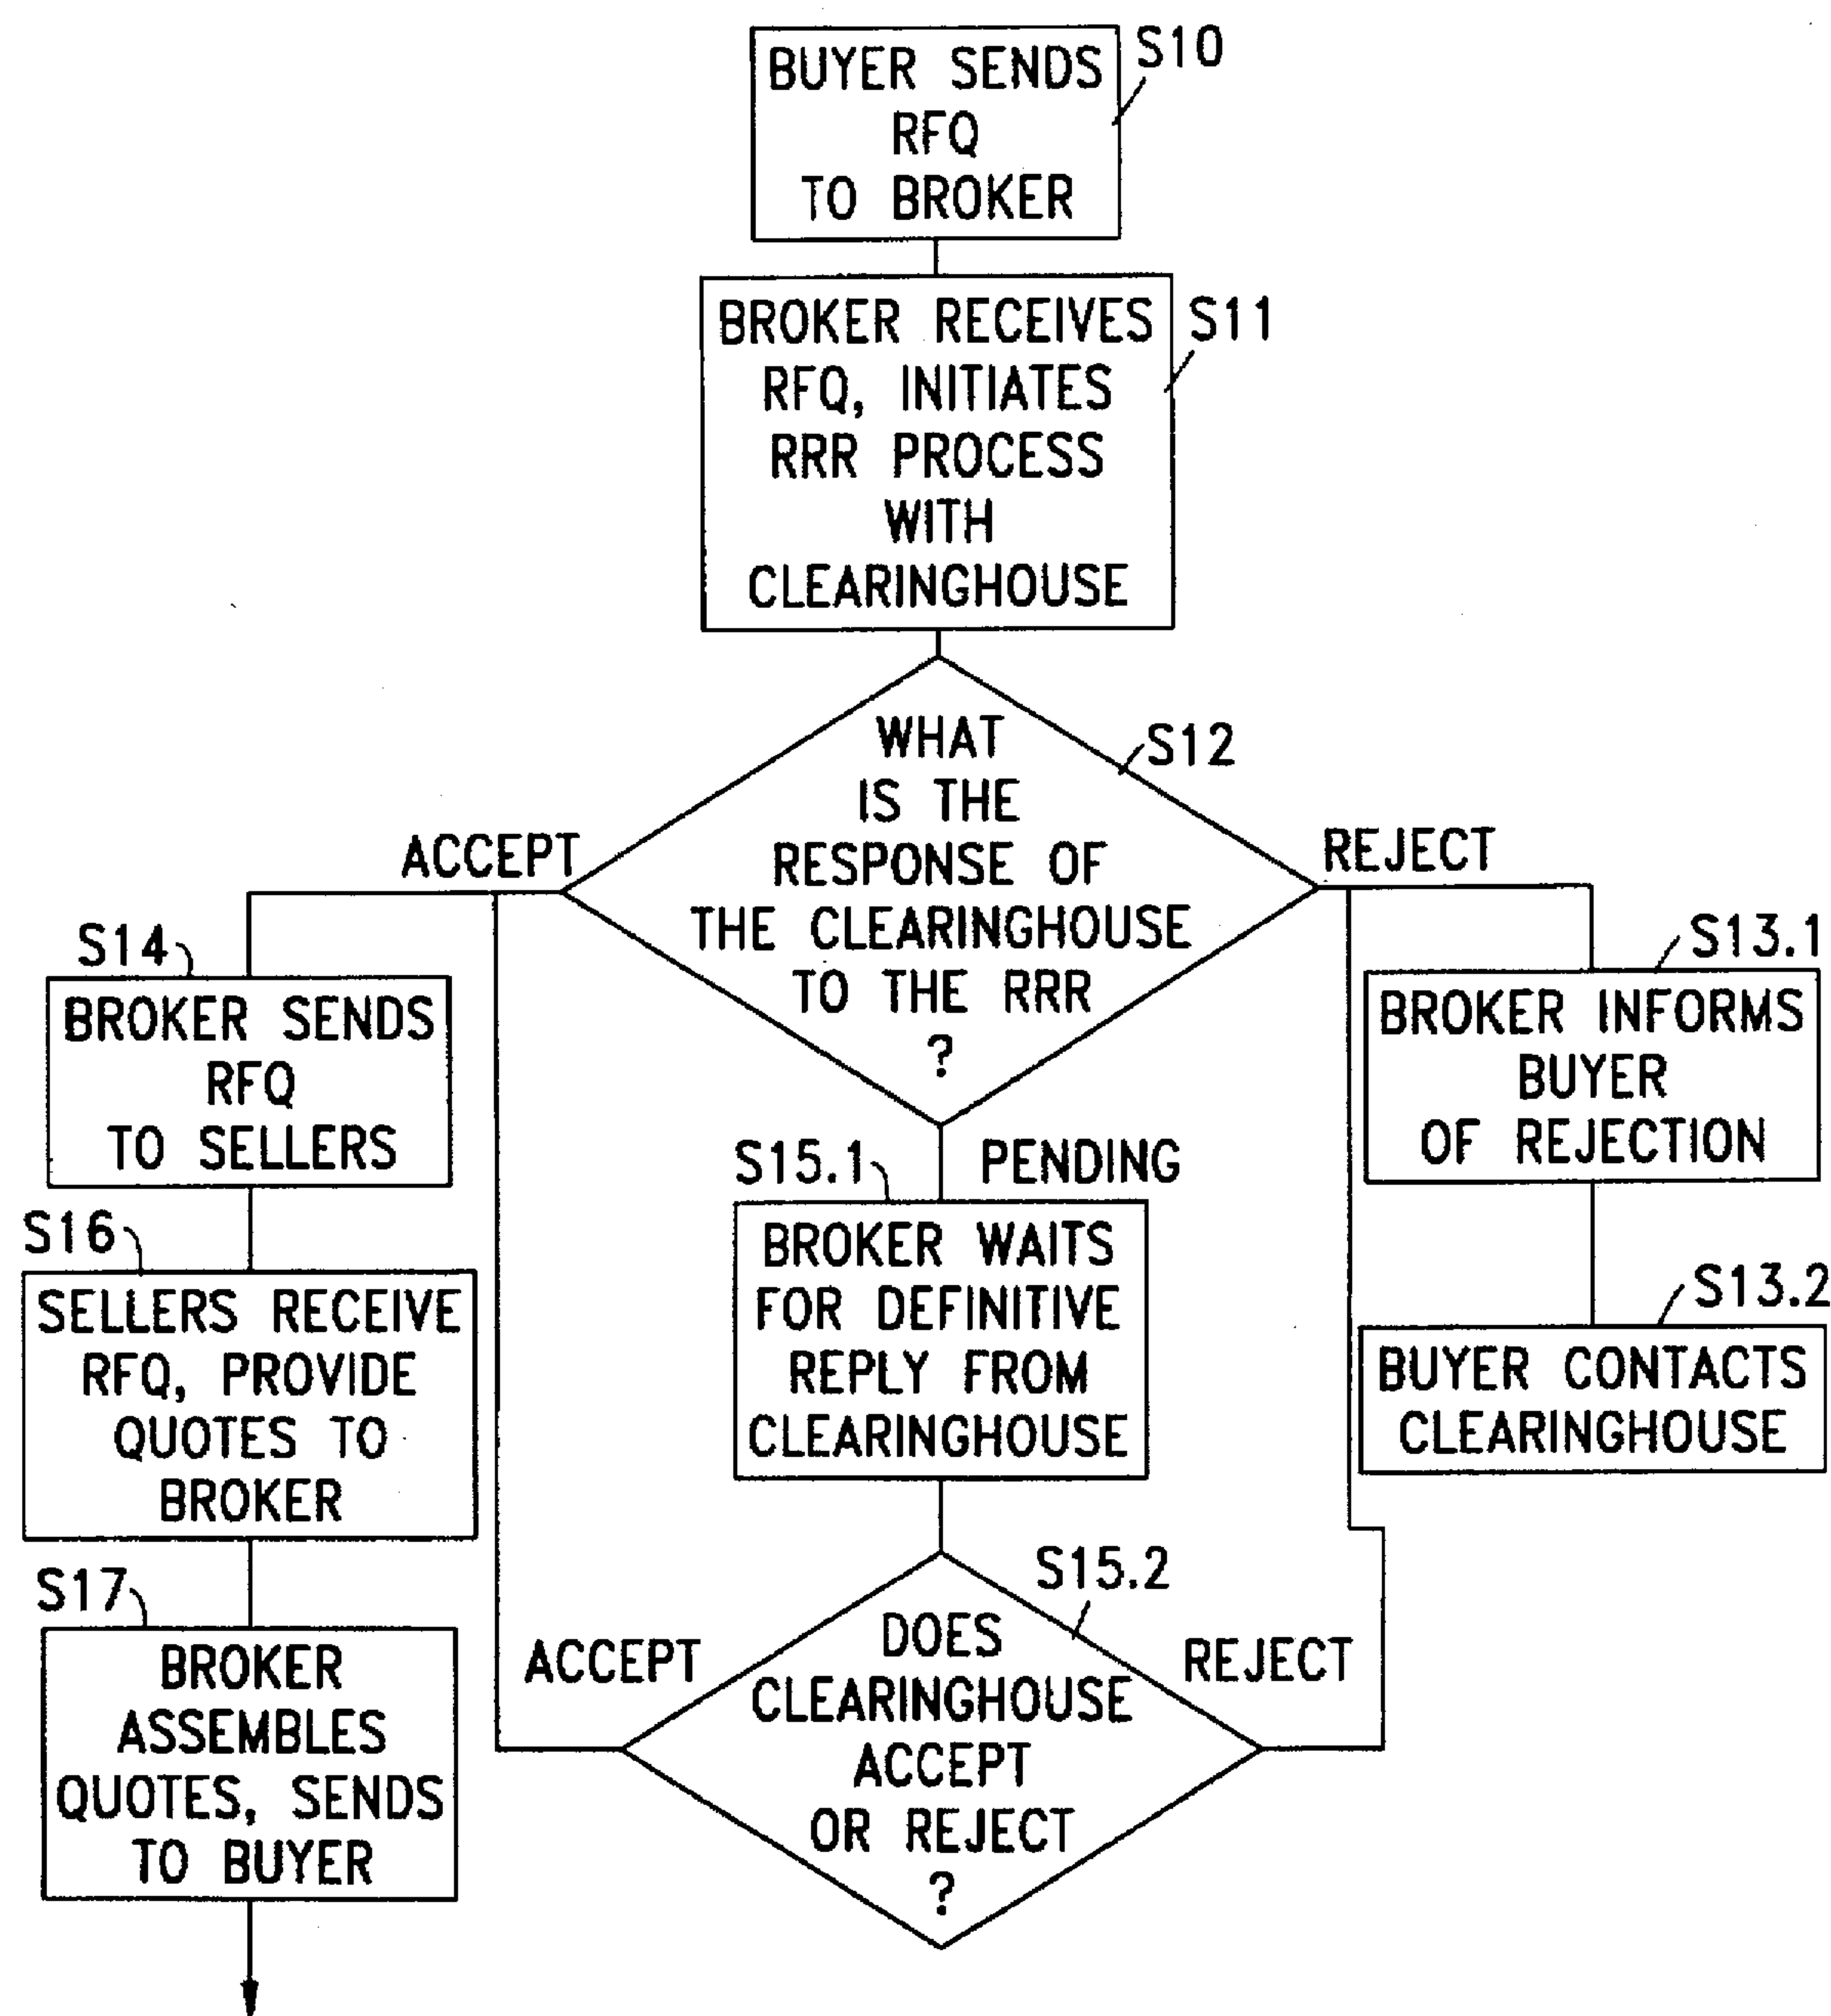 BUYER SENDS
RFQ
TO BROKER
S10
BROKER RECEIVES
RFQ, INITIATES
RRR PROCESS
WITH
CLEARINGHOUSE
S11
WHAT
IS THE
RESPONSE OF
THE CLEARINGHOUSE
TO THE RRR
?
S12
ACCEPT
REJECT
S14
BROKER SENDS
RFQ
TO SELLERS
S13.1
BROKER INFORMS
BUYER
OF REJECTION
S15.1
PENDING
BROKER WAITS
FOR DEFINITIVE
REPLY FROM
CLEARINGHOUSE
S16
SELLERS RECEIVE
RFQ, PROVIDE
QUOTES TO
BROKER
S13.2
BUYER CONTACTS
CLEARINGHOUSE
S17
BROKER
ASSEMBLES
QUOTES, SENDS
TO BUYER
S15.2
ACCEPT
DOES
CLEARINGHOUSE
ACCEPT
OR REJECT
?
REJECT